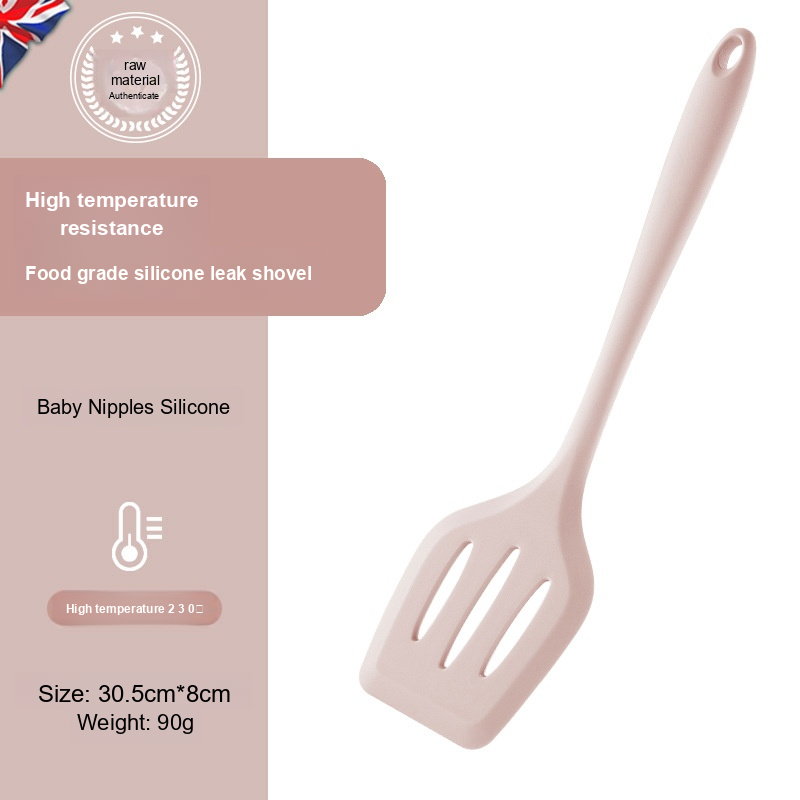 raw
material
Authenticate
High temperature
resistance
Food grade silicone leak shovel
Baby Nipples Silicone
High temperature 2 3 0□
Size: 30.5cm*8cm
Weight: 90g